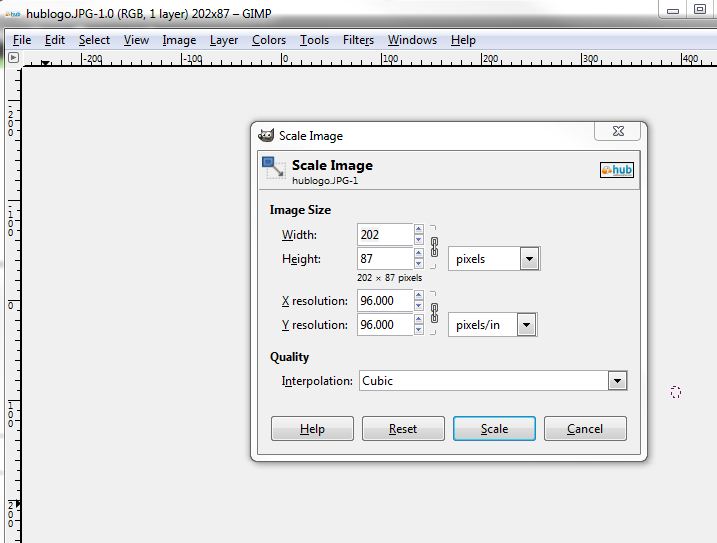 hublogo.JPG-1.0 (RGB, 1 layer) 202x87 – GIMP
File Edit Select View Image Layer Colors Tools Filters Windows Help
-200 -100 0 100 200 300 400
-200
-100
0
100
200
Scale Image
Scale Image
hub
hublogo.JPG-1
Image Size
Width: 202
Height: 87 pixels
202 × 87 pixels
X resolution: 96.000
Y resolution: 96.000 pixels/in
Quality
Interpolation: Cubic
Help Reset Scale Cancel